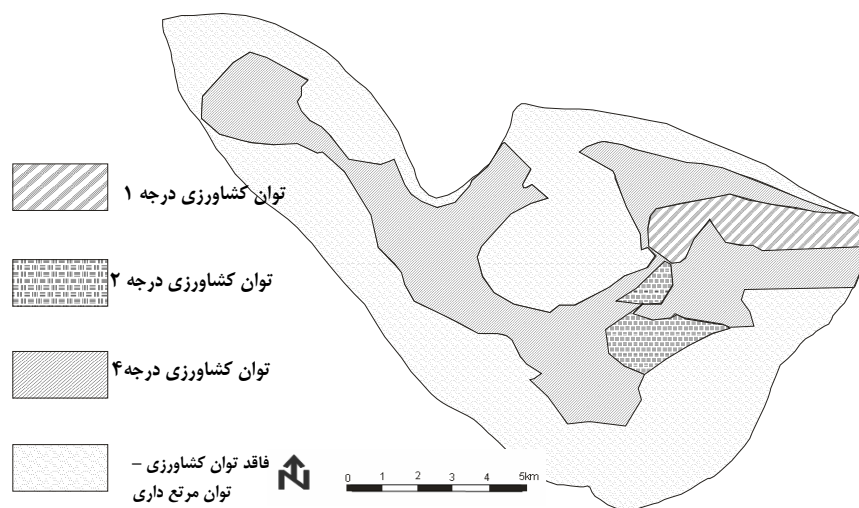 توان کشاورزی درجه ۱
توان کشاورزی درجه ۲
توان کشاورزی درجه۴
فاقد توان کشاورزی –
توان مرتع داری
N
0 1 2 3 4 5km